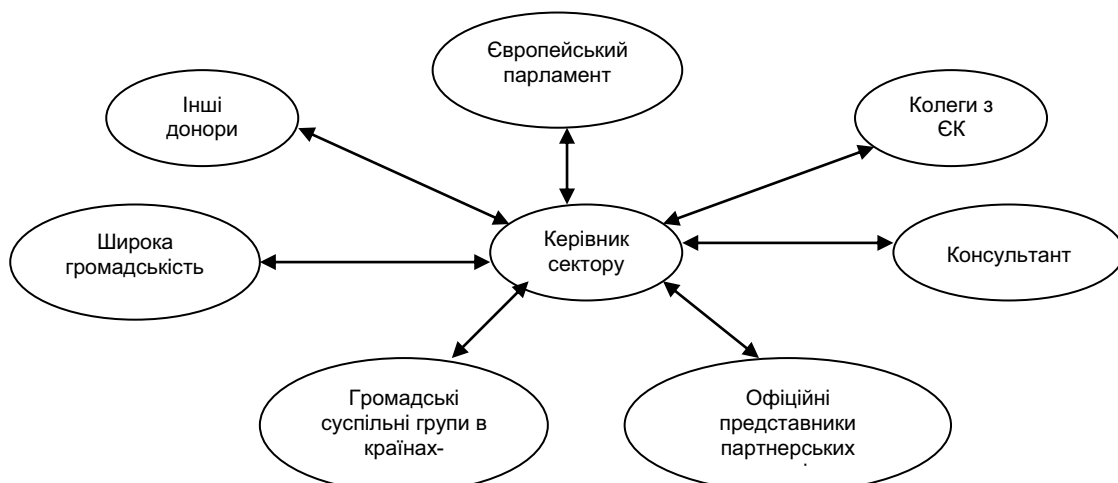 Європейський
парламент
Інші
донори
Колеги з
ЄК
Широка
громадськість
Керівник
сектору
Консультант
Громадські
суспільні групи в
країнах-
Офіційні
представники
партнерських